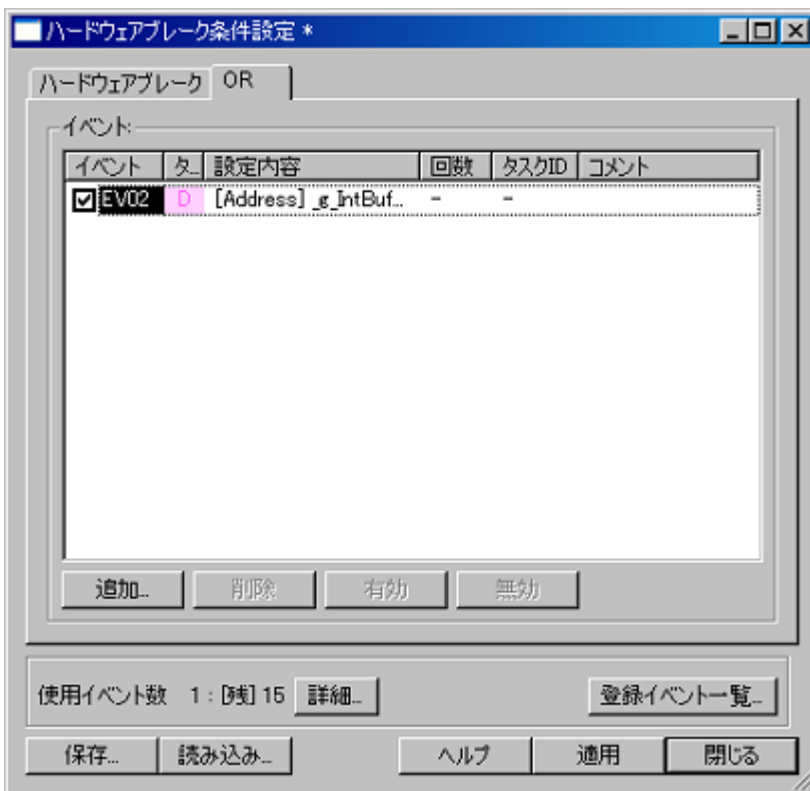 ハードウェアブレーク条件設定 *
ハードウェアブレーク OR
イベント:
イベント タ... 設定内容 回数 タスクID コメント
EV02 D [Address] _g_IntBuf... - -
追加... 削除 有効 無効
使用イベント数 1 : [残] 15 詳細... 登録イベント一覧...
保存... 読み込み... ヘルプ 適用 閉じる